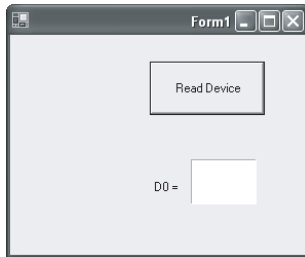 Form1
Read Device
D0 =